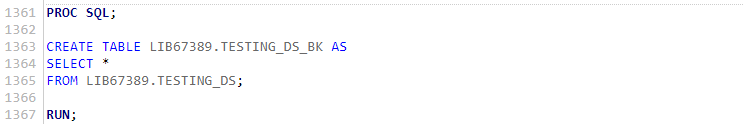 1361 PROC SQL;
1362
1363 CREATE TABLE LIB67389.TESTING_DS_BK AS
1364 SELECT *
1365 FROM LIB67389.TESTING_DS;
1366
1367 RUN;